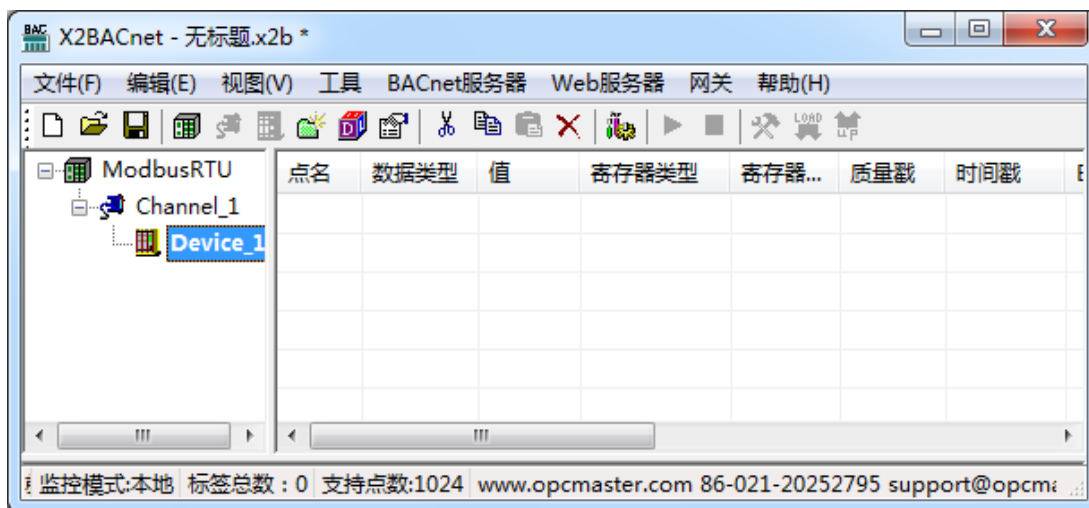 X2BACnet - 无标题.x2b *
文件(F) 编辑(E) 视图(V) 工具 BACnet服务器 Web服务器 网关 帮助(H)
ModbusRTU
Channel_1
Device_1
点名 数据类型 值 寄存器类型 寄存器... 质量戳 时间戳
监控模式:本地 标签总数：0 支持点数:1024 www.opcmaster.com 86-021-20252795